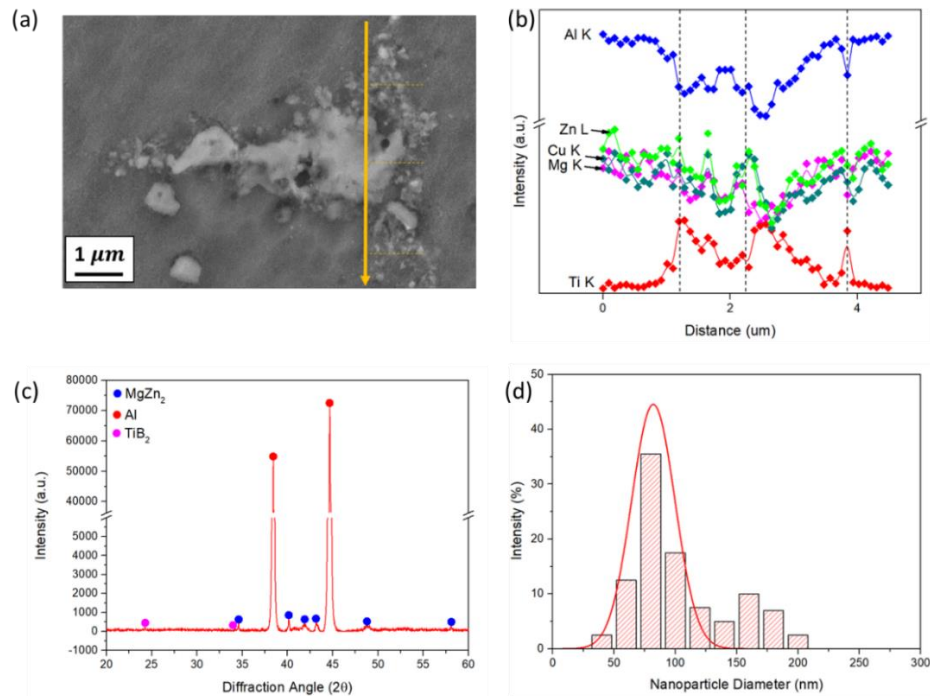 (a)
1 μm
(b)
Al K
Zn L
Cu K
Mg K
Ti K
Intensity (a.u.)
0 2 4
Distance (um)
(c)
80000
70000
60000
50000
40000
5000
4000
3000
2000
1000
0
-1000
Intensity (a.u.)
MgZn₂
Al
TiB₂
20 25 30 35 40 45 50 55 60
Diffraction Angle (2θ)
(d)
50
40
30
20
10
0
Intensity (%)
0 50 100 150 200 250 300
Nanoparticle Diameter (nm)